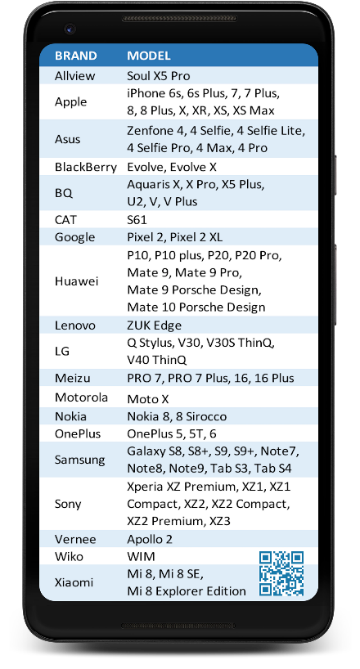 BRAND MODEL
Allview Soul X5 Pro
Apple iPhone 6s, 6s Plus, 7, 7 Plus,
8, 8 Plus, X, XR, XS, XS Max
Asus Zenfone 4, 4 Selfie, 4 Selfie Lite,
4 Selfie Pro, 4 Max, 4 Pro
BlackBerry Evolve, Evolve X
BQ Aquaris X, X Pro, X5 Plus,
U2, V, V Plus
CAT S61
Google Pixel 2, Pixel 2 XL
Huawei P10, P10 plus, P20, P20 Pro,
Mate 9, Mate 9 Pro,
Mate 9 Porsche Design,
Mate 10 Porsche Design
Lenovo ZUK Edge
LG Q Stylus, V30, V30S ThinQ,
V40 ThinQ
Meizu PRO 7, PRO 7 Plus, 16, 16 Plus
Motorola Moto X
Nokia Nokia 8, 8 Sirocco
OnePlus OnePlus 5, 5T, 6
Samsung Galaxy S8, S8+, S9, S9+, Note7,
Note8, Note9, Tab S3, Tab S4
Sony Xperia XZ Premium, XZ1, XZ1
Compact, XZ2, XZ2 Compact,
XZ2 Premium, XZ3
Vernee Apollo 2
Wiko WIM
Xiaomi Mi 8, Mi 8 SE,
Mi 8 Explorer Edition